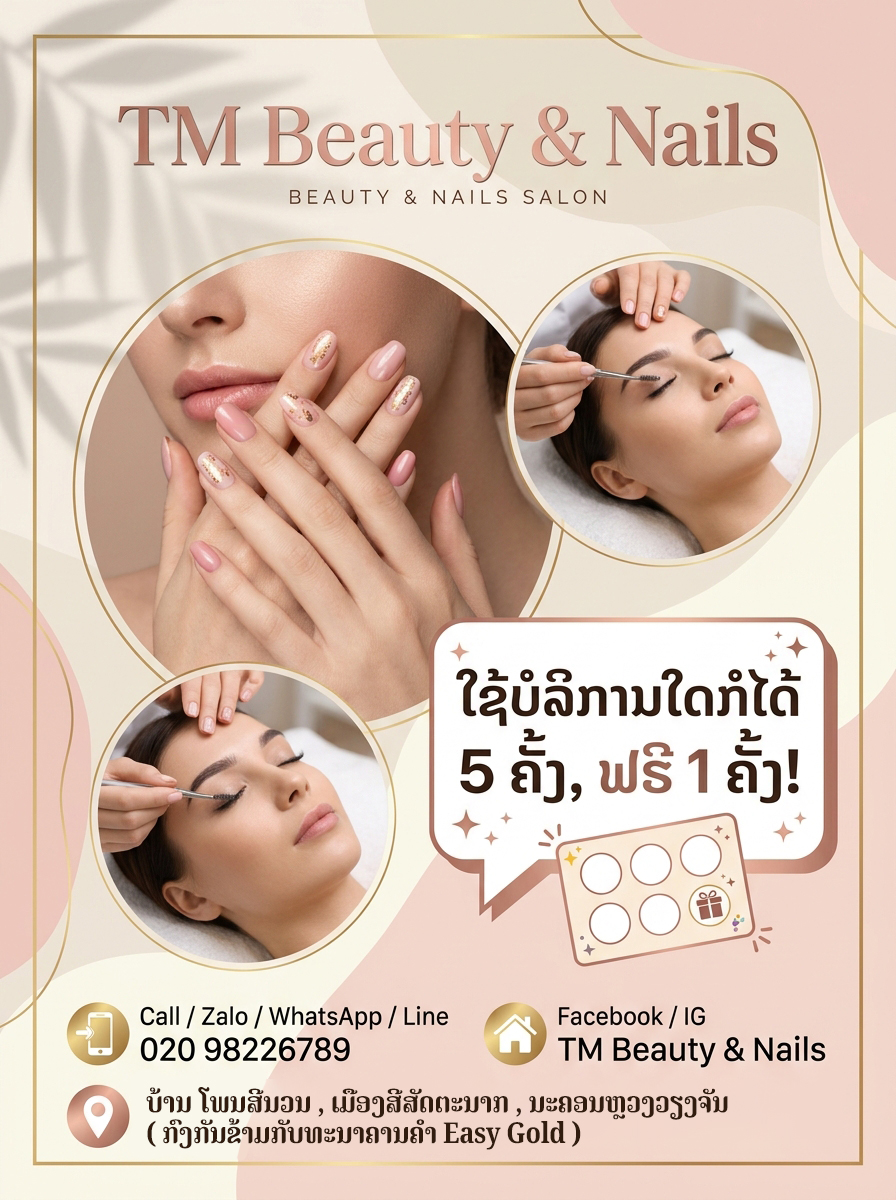 TM Beauty & Nails
BEAUTY & NAILS SALON
ໃຊ້ບໍລິການໃດກໍໄດ້
5 ຄັ້ງ, ຟຣີ 1 ຄັ້ງ!
Call / Zalo / WhatsApp / Line
020 98226789
Facebook / IG
TM Beauty & Nails
ບ້ານ ໂພນສີນວນ , ເມືອງສີສັດຕະນາກ , ນະຄອນຫຼວງວຽງຈັນ
( ກົງກັນຂ້າມກັບທະນາຄານຄຳ Easy Gold )